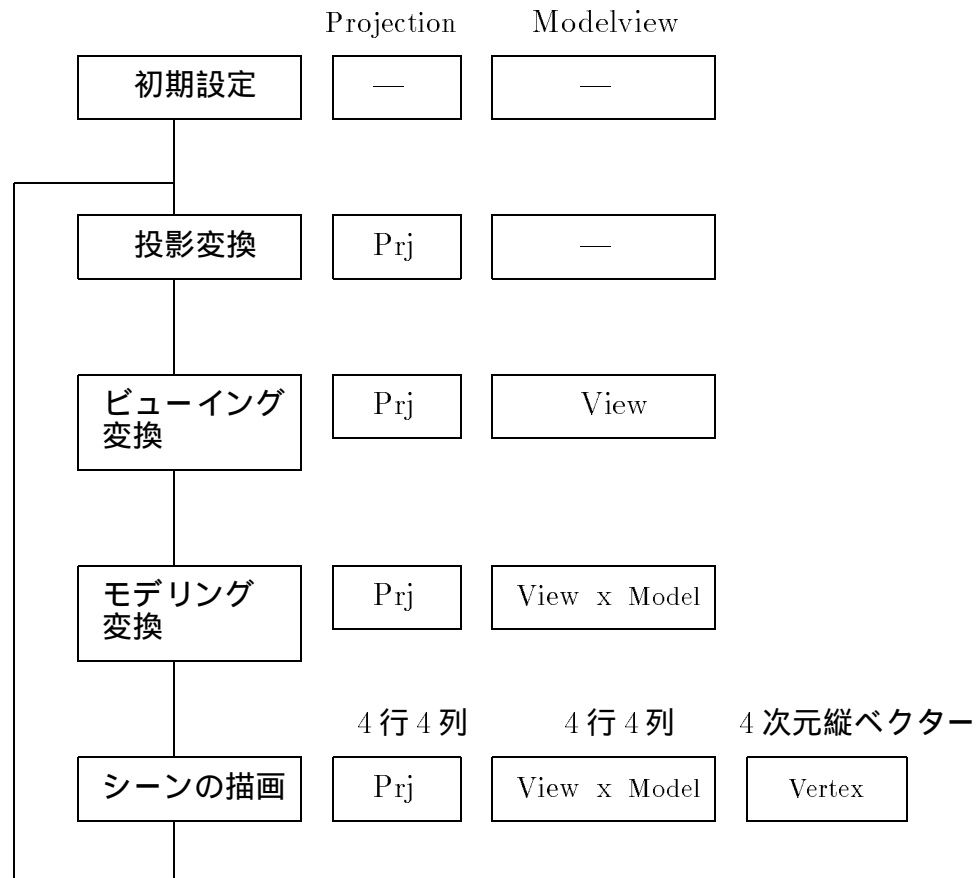 Projection Modelview
初期設定 — —
投影変換 Prj —
ビューイング
変換
Prj View
モデリング
変換
Prj View x Model
4行4列 4行4列 4次元縦ベクター
シーンの描画 Prj View x Model Vertex